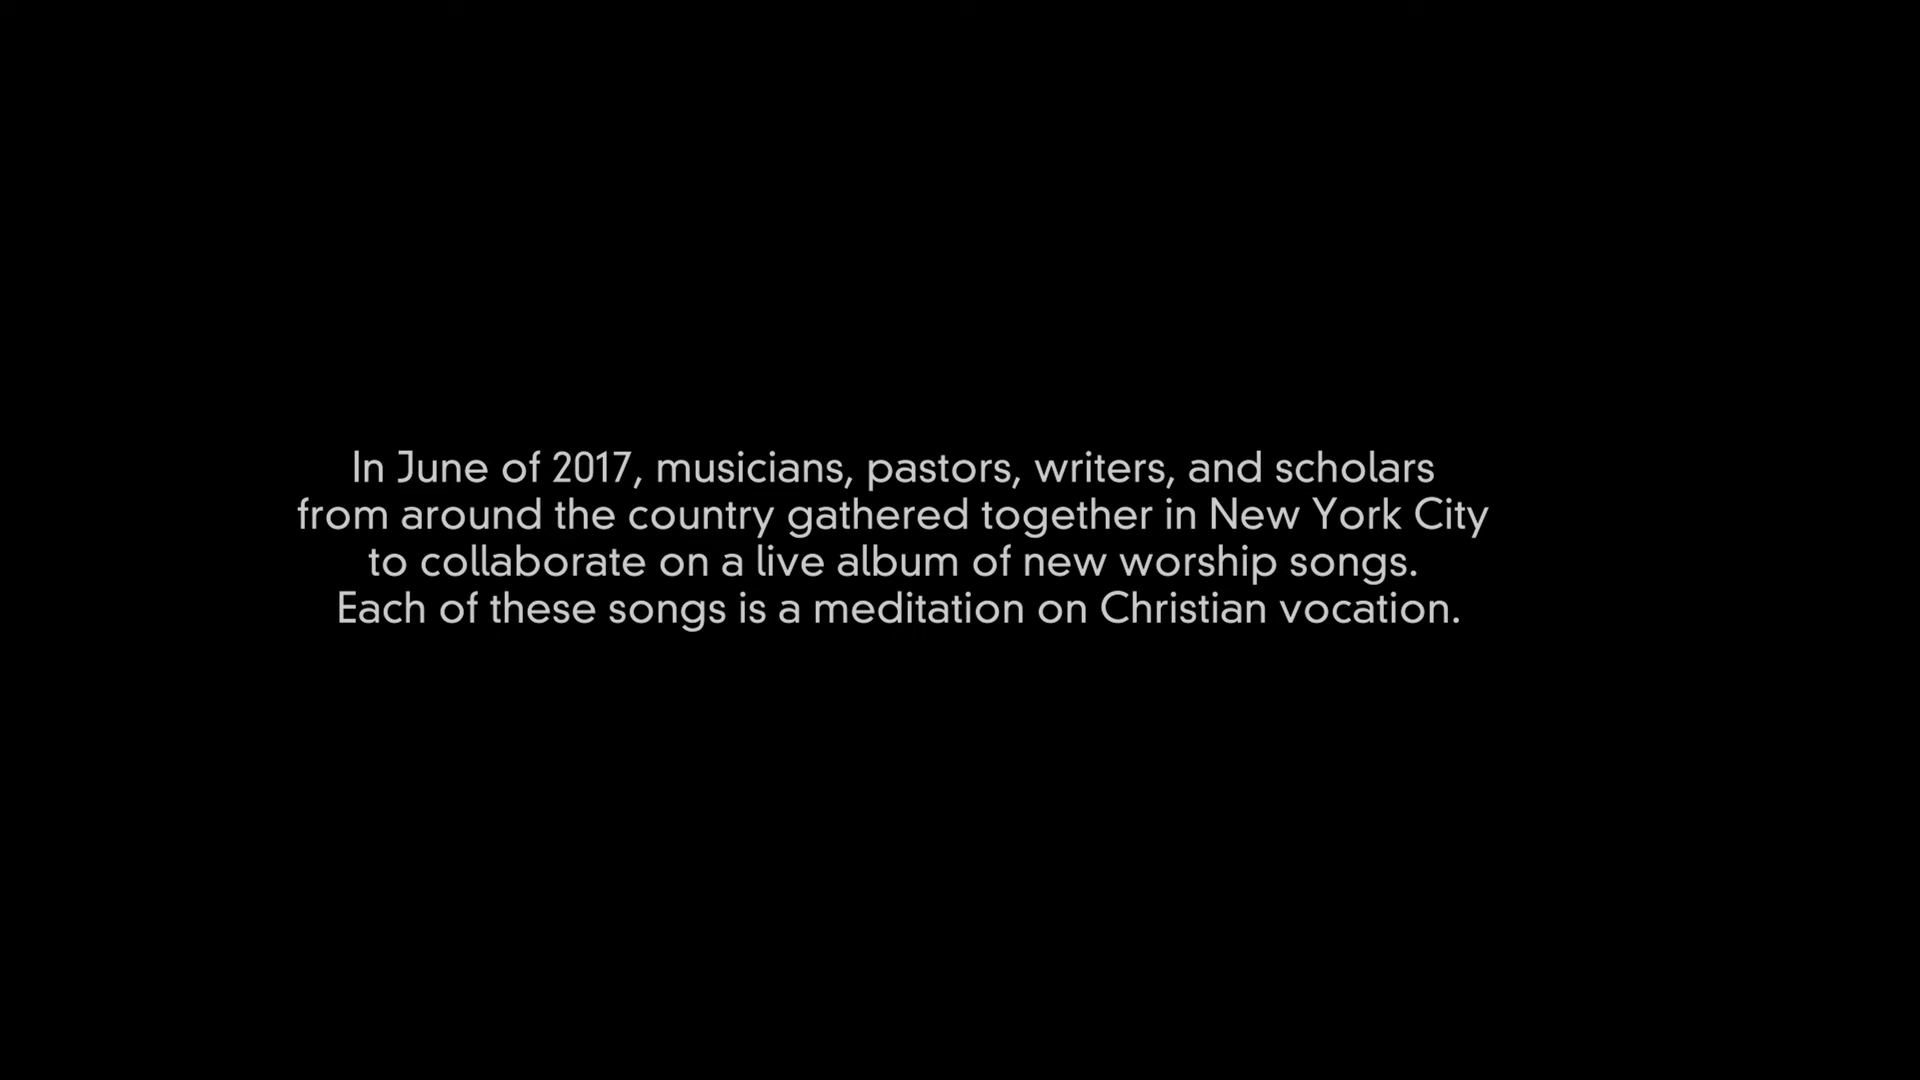 In June of 2017, musicians, pastors, writers, and scholars
from around the country gathered together in New York City
to collaborate on a live album of new worship songs.
Each of these songs is a meditation on Christian vocation.